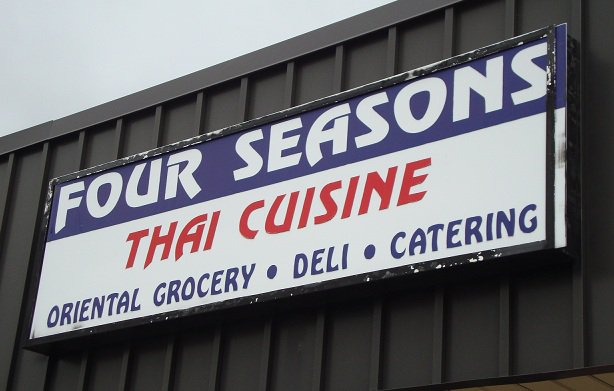 FOUR SEASONS
THAI CUISINE
ORIENTAL GROCERY • DELI • CATERING